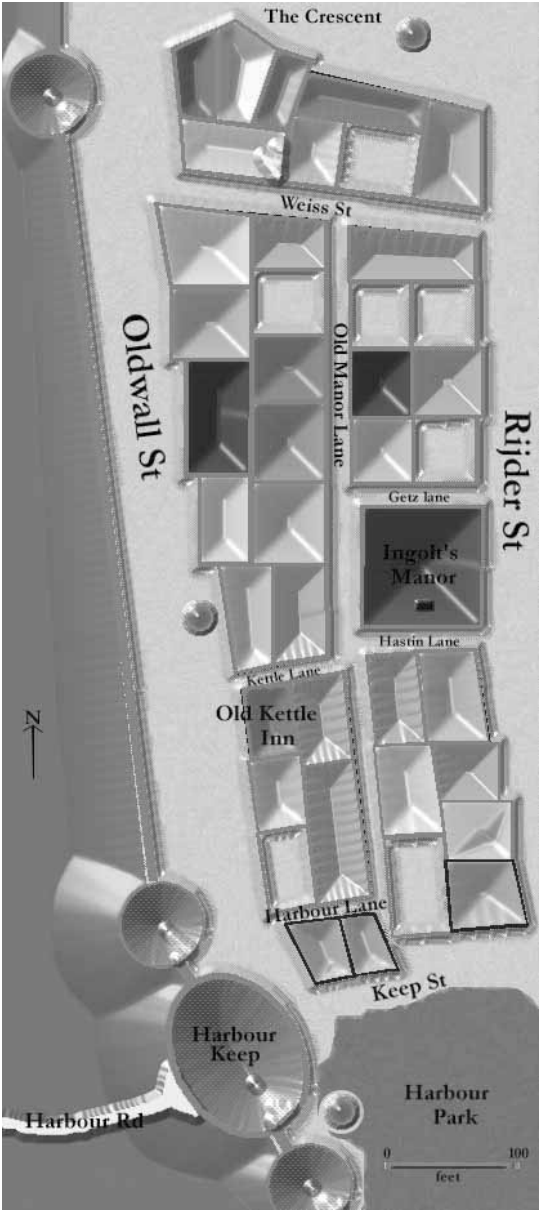 The Crescent
Weiss St
Oldwall St
Old Manor Lane
Rijder St
Getz lane
Ingolt's
Manor
Hastin Lane
Kettle Lane
N
Old Kettle
Inn
Harbour Lane
Keep St
Harbour
Keep
Harbour Rd
Harbour
Park
0 100
feet